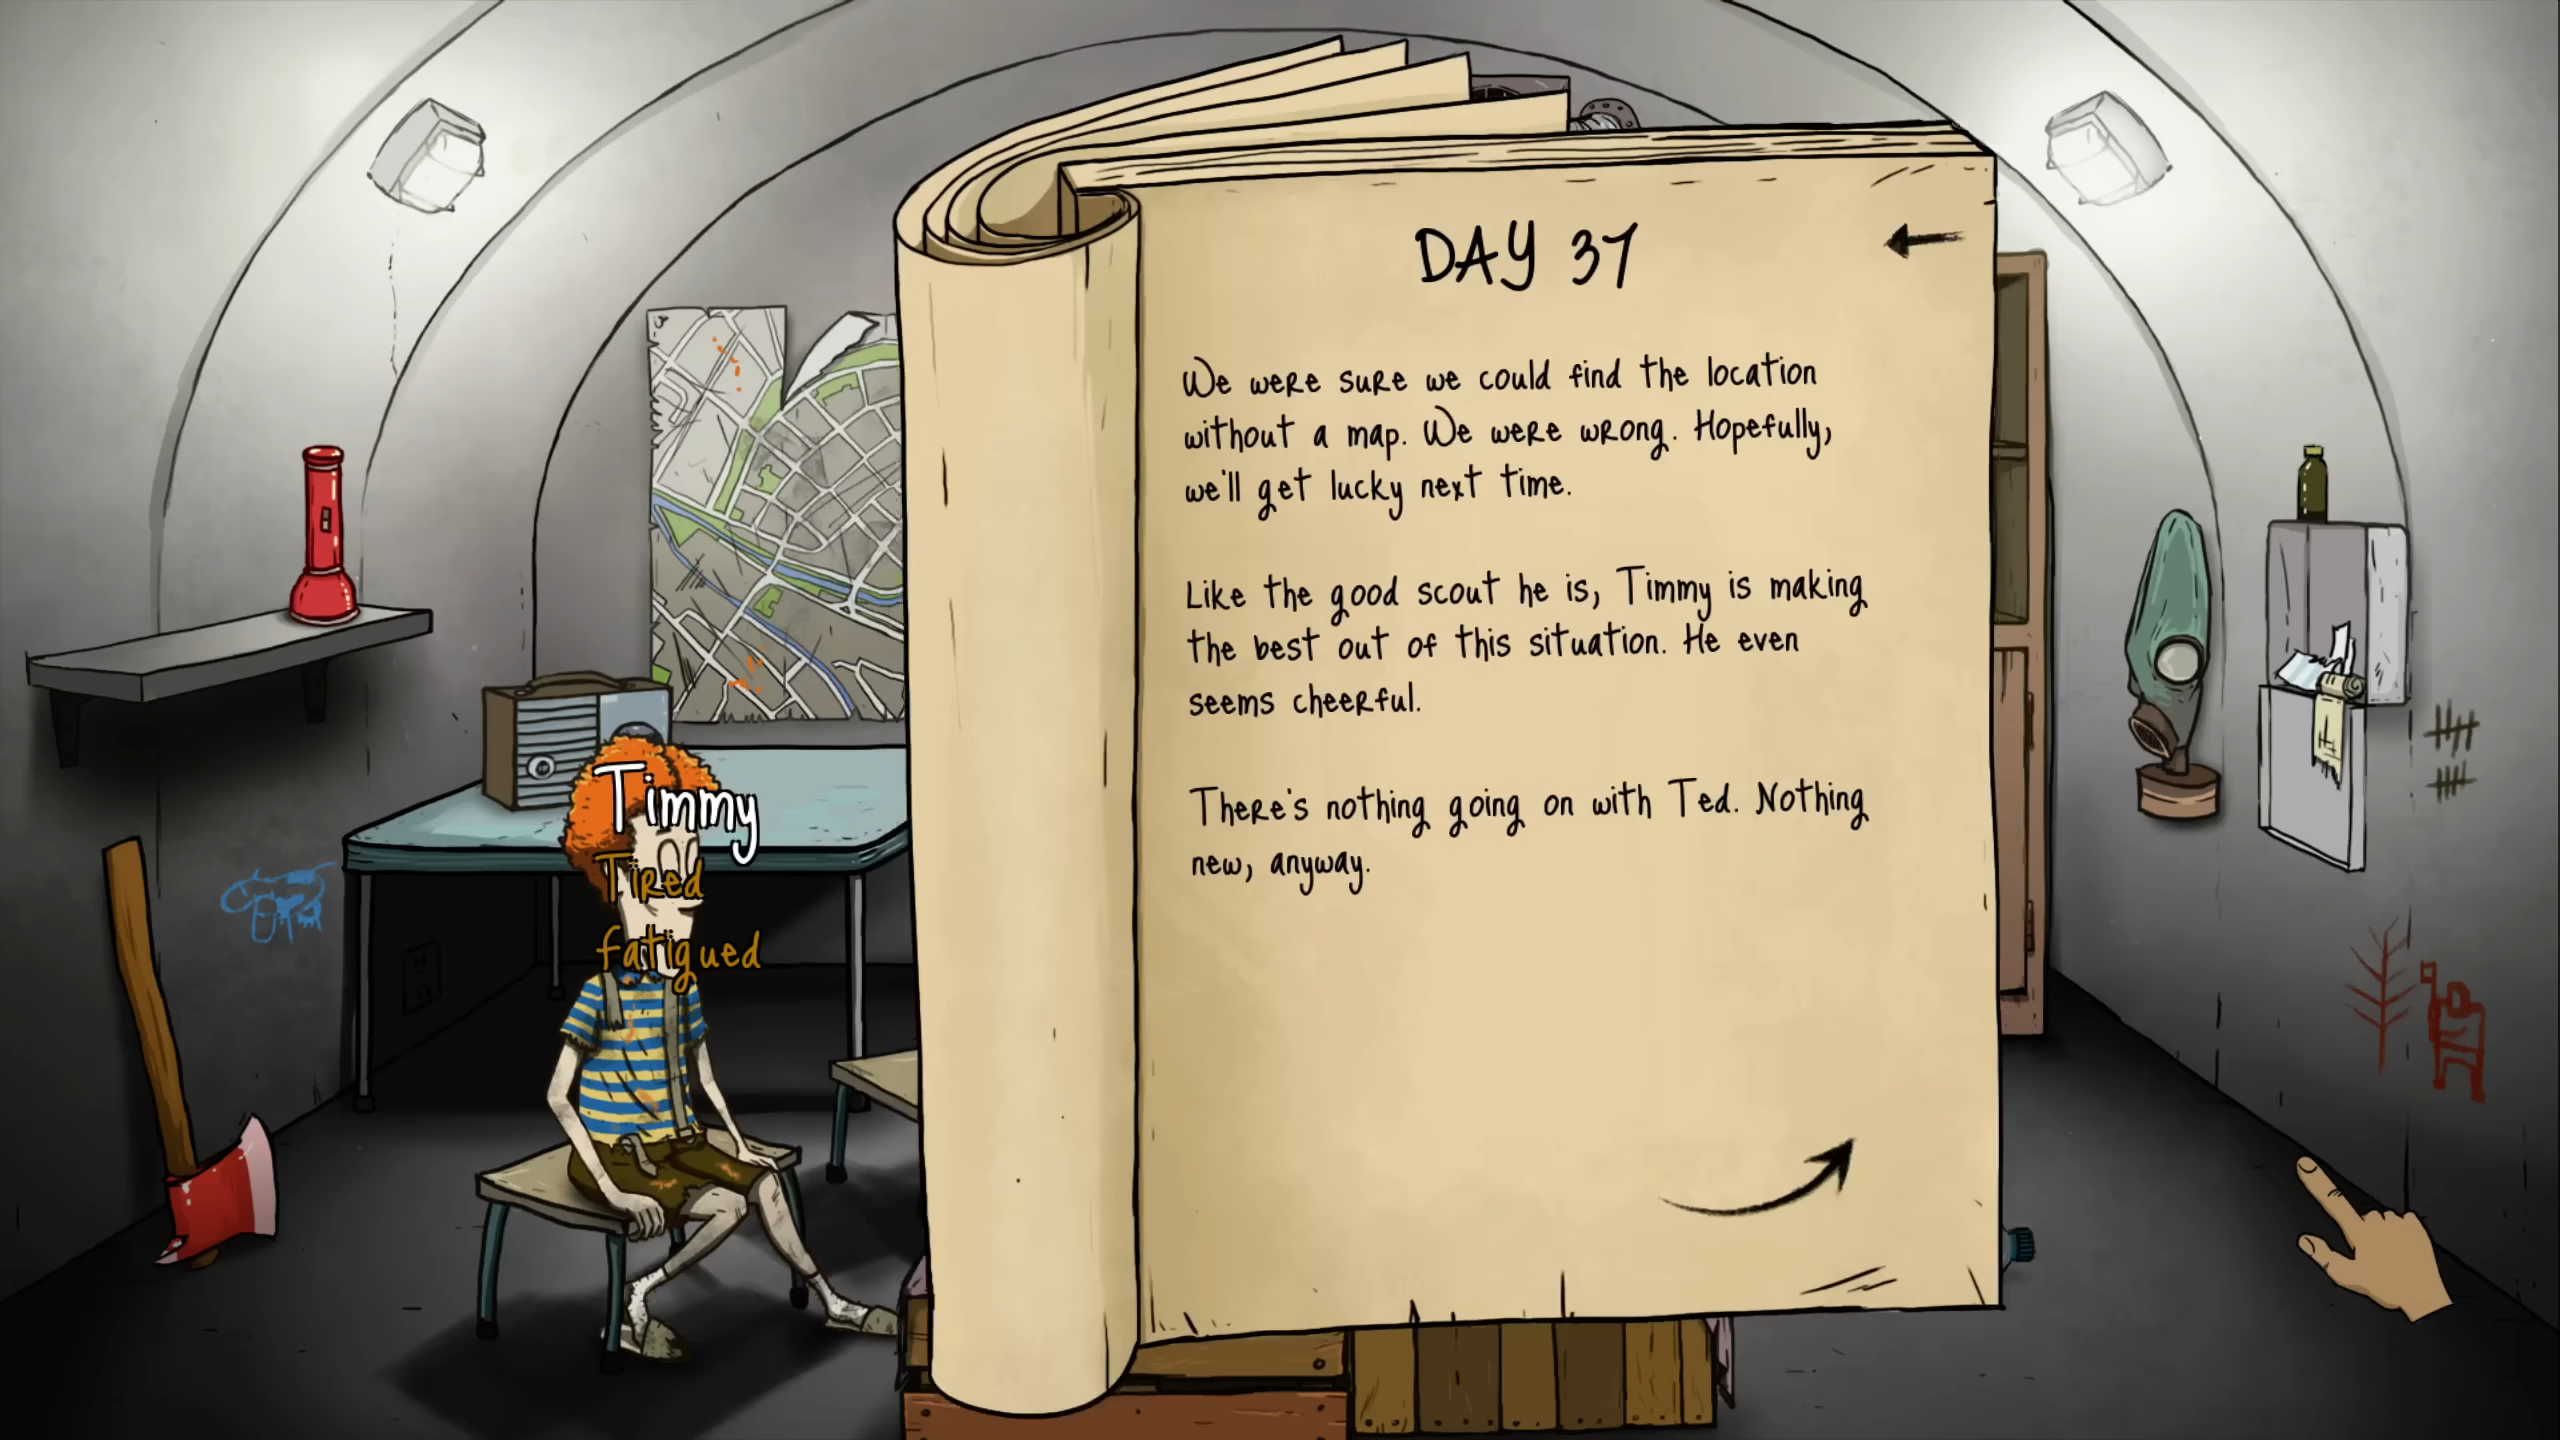 DAY 37
We were sure we could find the location
without a map. We were wrong. Hopefully,
we'll get lucky next time.
Like the good scout he is, Timmy is making
the best out of this situation. He even
seems cheerful.
There's nothing going on with Ted. Nothing
new, anyway.
Timmy
Tired
fatigued